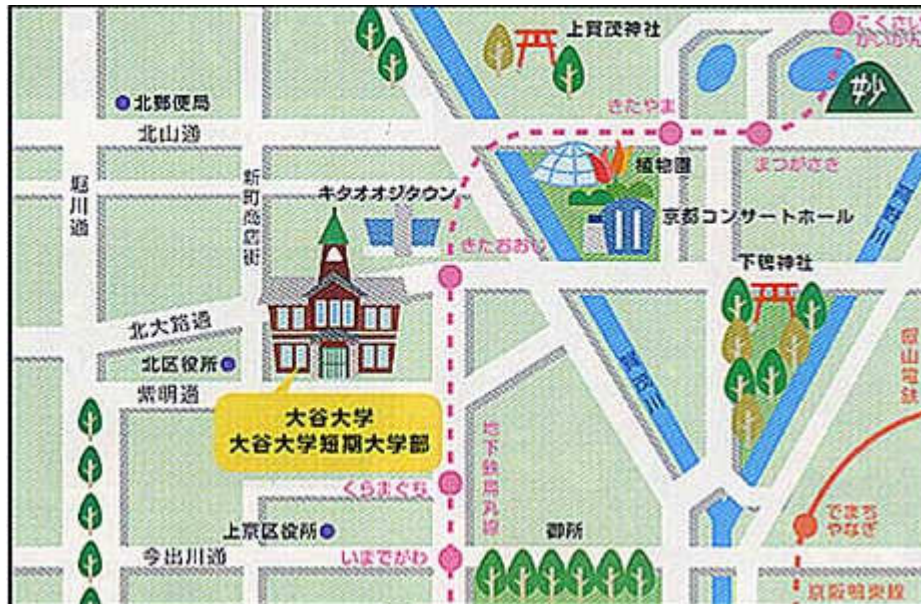 上賀茂神社
こくさい
かいかん
北郵便局
妙
きたやま
北山通
植物園
まつがさき
堀川通
新町商店街
キタオオジタウン
京都コンサートホール
きたおおじ
下鴨神社
北大路通
北区役所
紫明通
叡山電鉄
大谷大学
大谷大学短期大学部
地下鉄烏丸線
くらまぐち
上京区役所
御所
でまち
やなぎ
今出川通
いまでがわ
京阪鴨東線